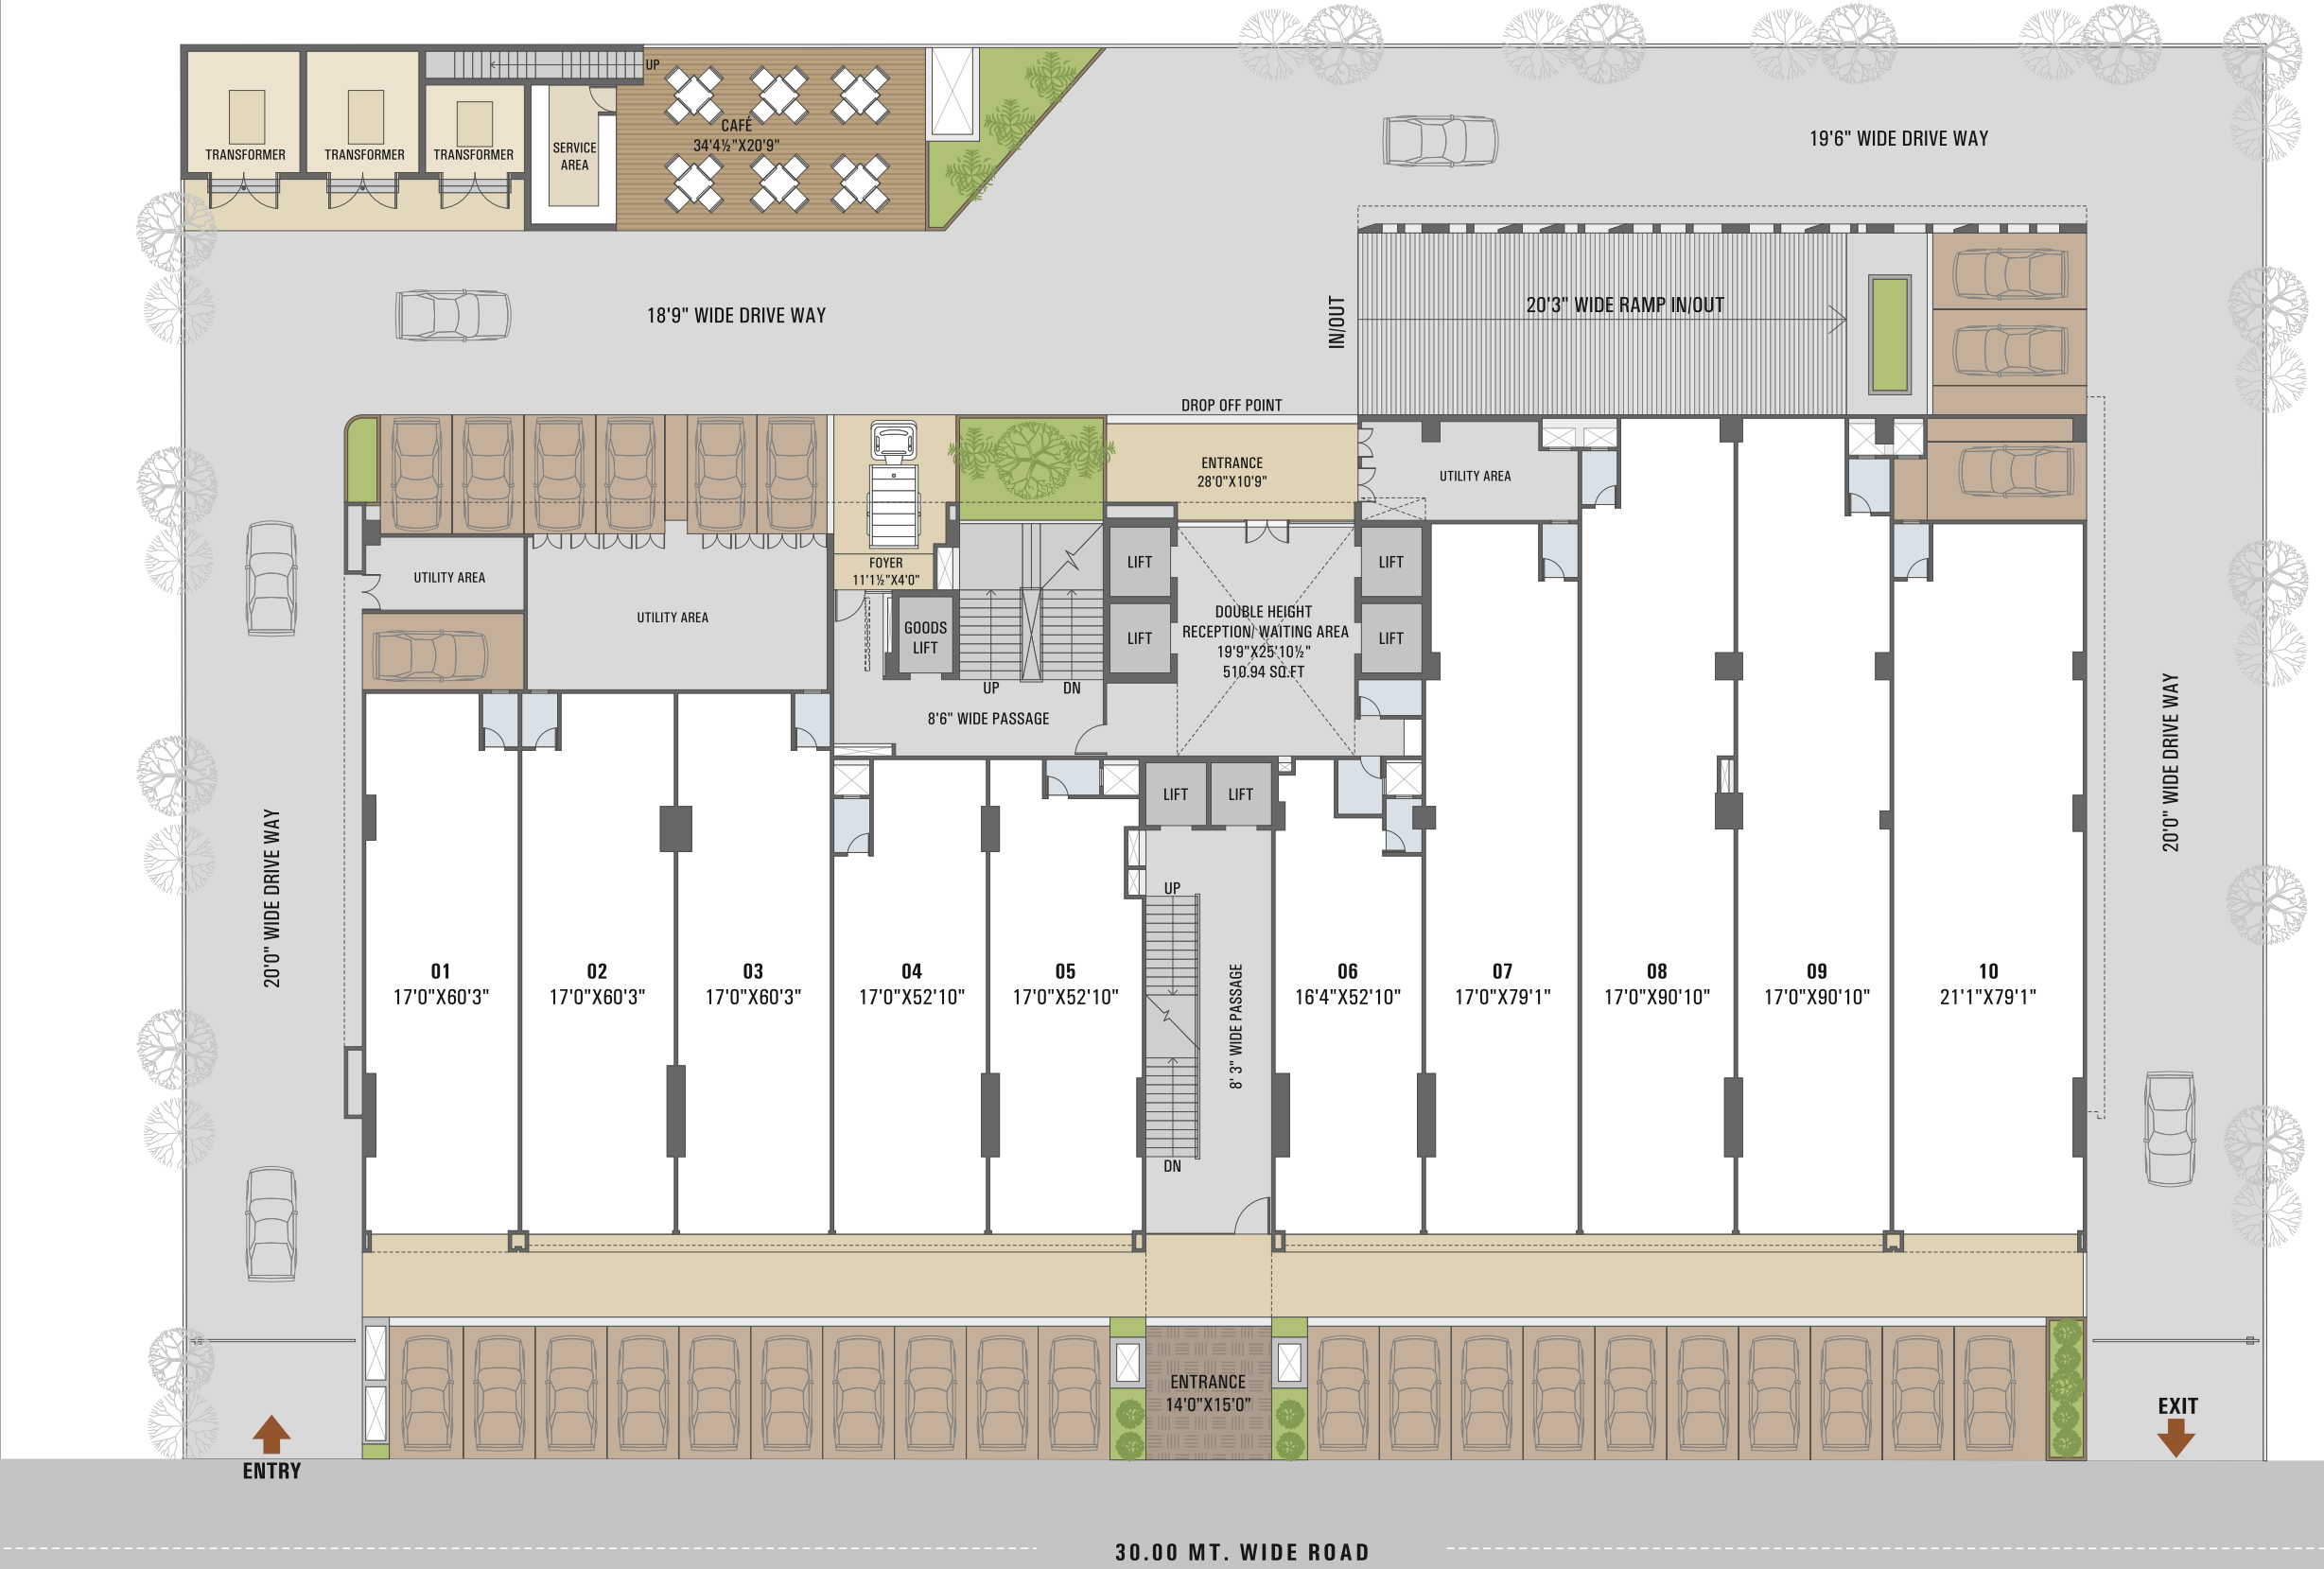 UP
TRANSFORMER
TRANSFORMER
TRANSFORMER
SERVICE
AREA
CAFÉ
34'4½"X20'9"
19'6" WIDE DRIVE WAY
18'9" WIDE DRIVE WAY
IN/OUT
20'3" WIDE RAMP IN/OUT
DROP OFF POINT
ENTRANCE
28'0"X10'9"
UTILITY AREA
UTILITY AREA
UTILITY AREA
FOYER
11'1½"X4'0"
GOODS
LIFT
UP
DN
8'6" WIDE PASSAGE
LIFT
LIFT
LIFT
LIFT
DOUBLE HEIGHT
RECEPTION/ WAITING AREA
19'9"X25'10½"
510.94 SQ.FT
LIFT
LIFT
UP
DN
8' 3" WIDE PASSAGE
20'0" WIDE DRIVE WAY
20'0" WIDE DRIVE WAY
01
17'0"X60'3"
02
17'0"X60'3"
03
17'0"X60'3"
04
17'0"X52'10"
05
17'0"X52'10"
06
16'4"X52'10"
07
17'0"X79'1"
08
17'0"X90'10"
09
17'0"X90'10"
10
21'1"X79'1"
ENTRANCE
14'0"X15'0"
ENTRY
EXIT
30.00 MT. WIDE ROAD